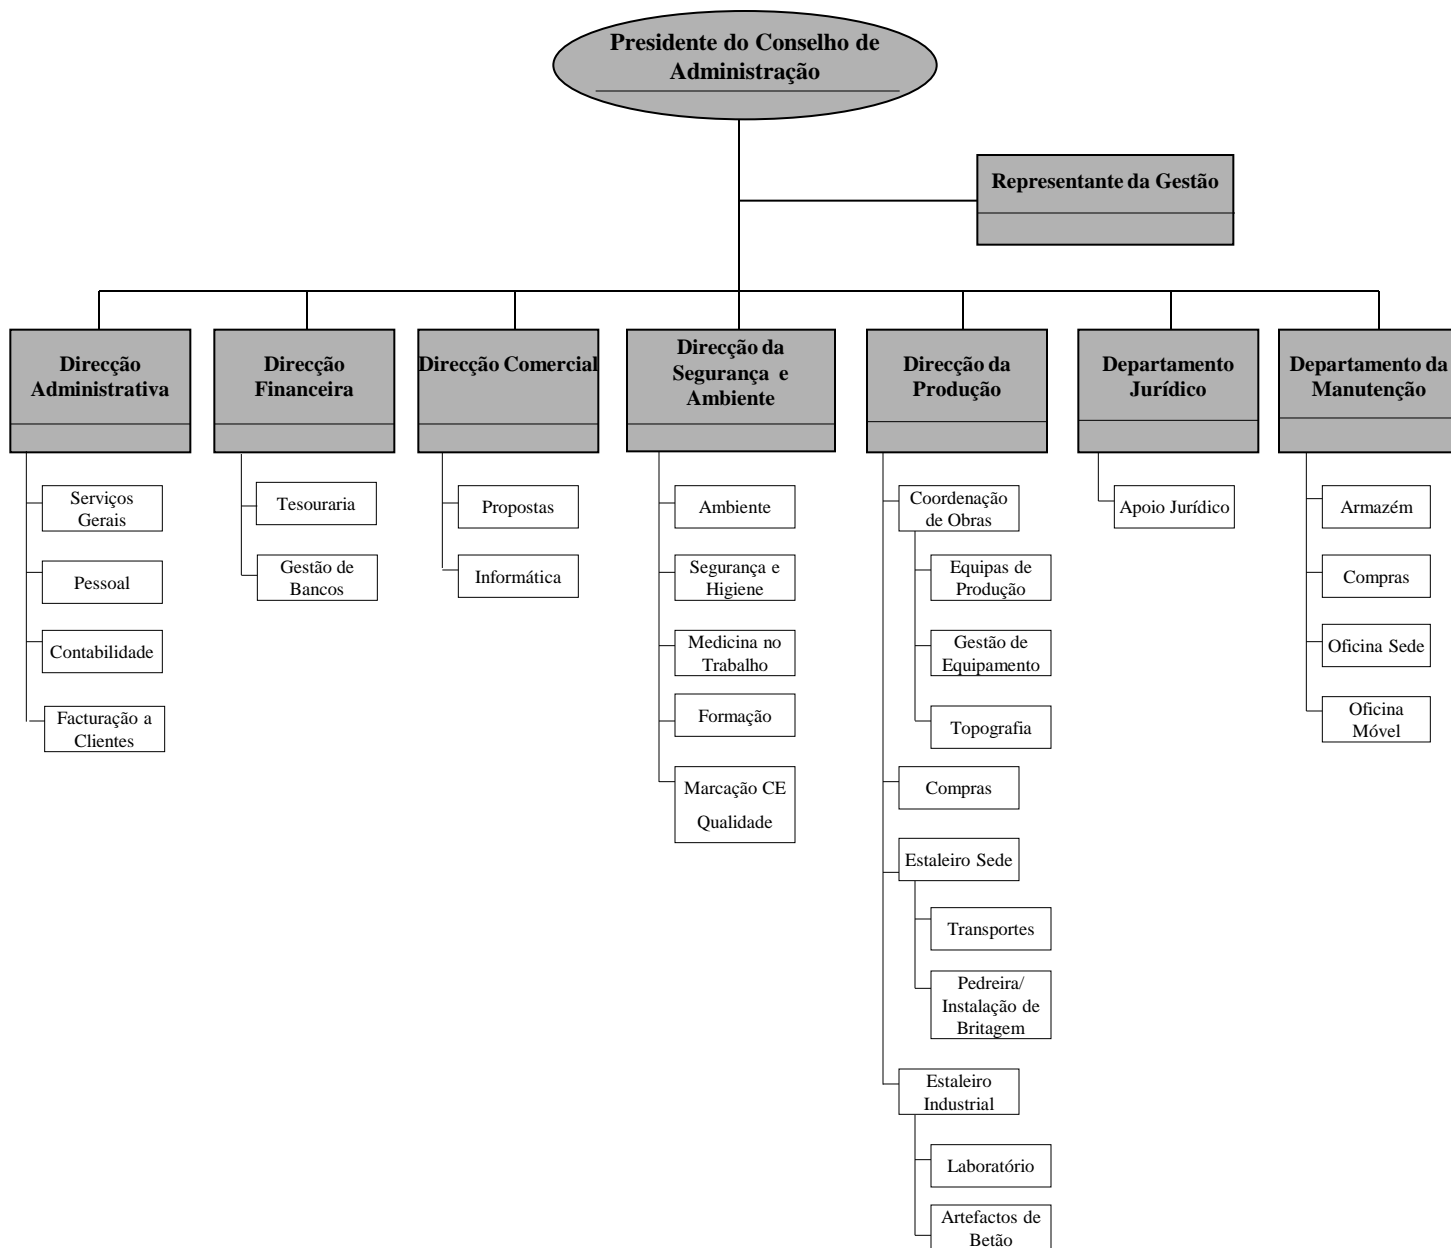 Presidente do Conselho de
Administração
Representante da Gestão
Direcção
Administrativa
Direcção
Financeira
Direcção Comercial
Direcção da
Segurança e
Ambiente
Direcção da
Produção
Departamento
Jurídico
Departamento da
Manutenção
Serviços
Gerais
Pessoal
Contabilidade
Facturação a
Clientes
Tesouraria
Gestão de
Bancos
Propostas
Informática
Ambiente
Segurança e
Higiene
Medicina no
Trabalho
Formação
Marcação CE
Qualidade
Coordenação
de Obras
Equipas de
Produção
Gestão de
Equipamento
Topografia
Compras
Estaleiro Sede
Transportes
Pedreira/
Instalação de
Britagem
Estaleiro
Industrial
Laboratório
Artefactos de
Betão
Apoio Jurídico
Armazém
Compras
Oficina Sede
Oficina
Móvel